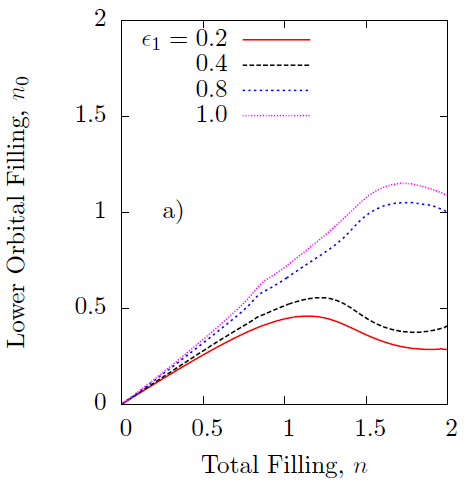 2
ϵ₁ = 0.2
0.4
0.8
1.0
1.5
1
a)
0.5
0
0 0.5 1 1.5 2
Lower Orbital Filling, n₀
Total Filling, n